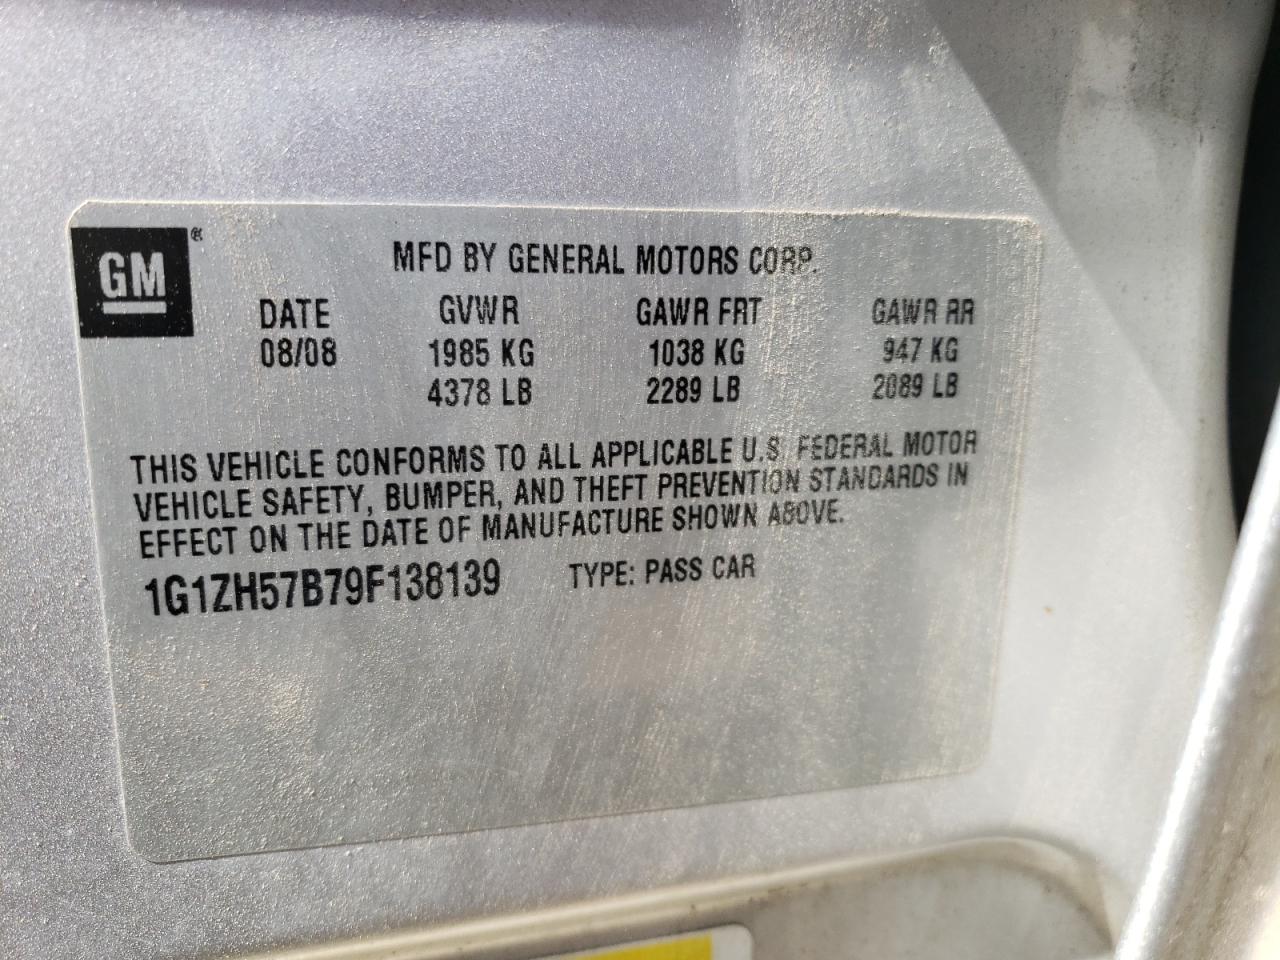 GM ®
MFD BY GENERAL MOTORS CORP.
DATE GVWR GAWR FRT GAWR RR
08/08 1985 KG 1038 KG 947 KG
4378 LB 2289 LB 2089 LB
THIS VEHICLE CONFORMS TO ALL APPLICABLE U.S. FEDERAL MOTOR
VEHICLE SAFETY, BUMPER, AND THEFT PREVENTION STANDARDS IN
EFFECT ON THE DATE OF MANUFACTURE SHOWN ABOVE.
1G1ZH57B79F138139 TYPE: PASS CAR